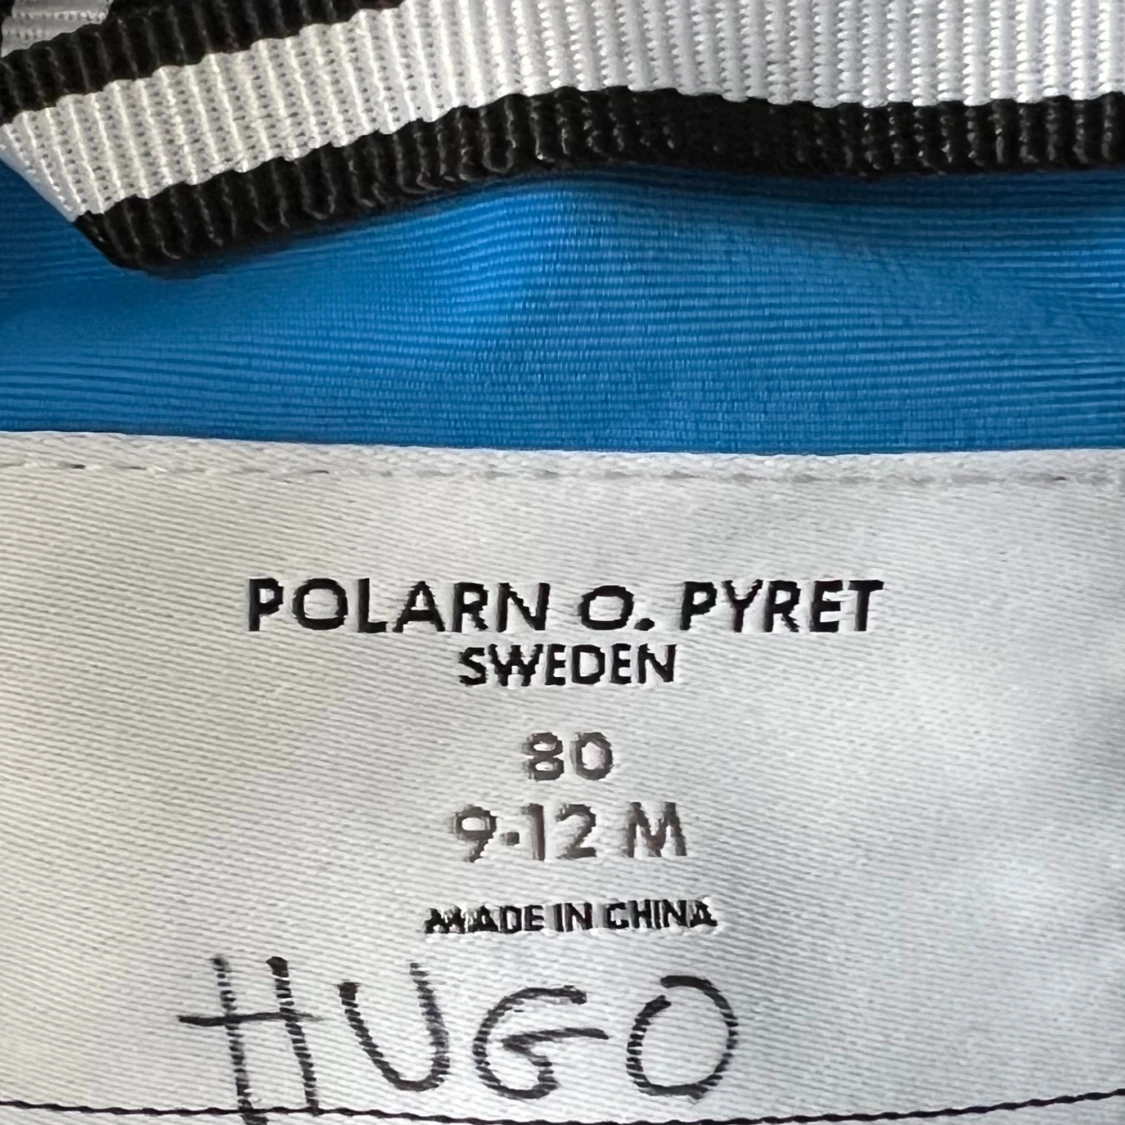 POLARN O. PYRET
SWEDEN
80
9-12 M
MADE IN CHINA
HUGO